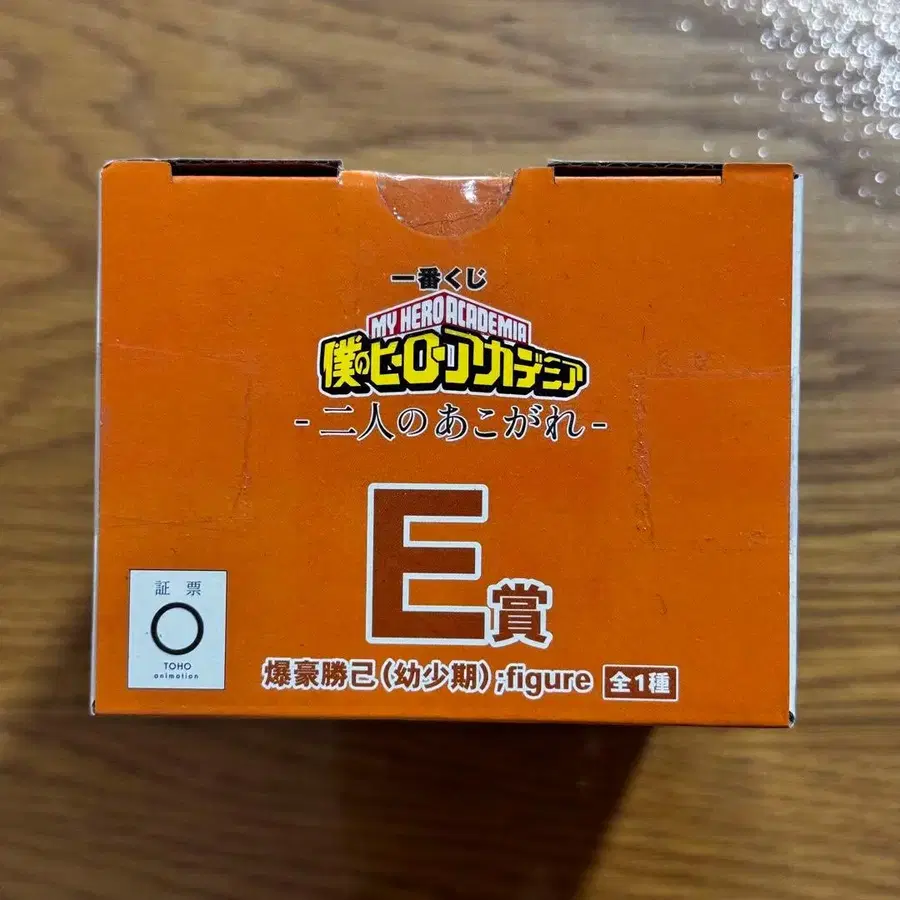 一番くじ
MY HERO ACADEMIA
僕のヒーローアカデミア
-二人のあこがれ-
E賞
証 票
TOHO
animation
爆豪勝己(幼少期);figure 全1種